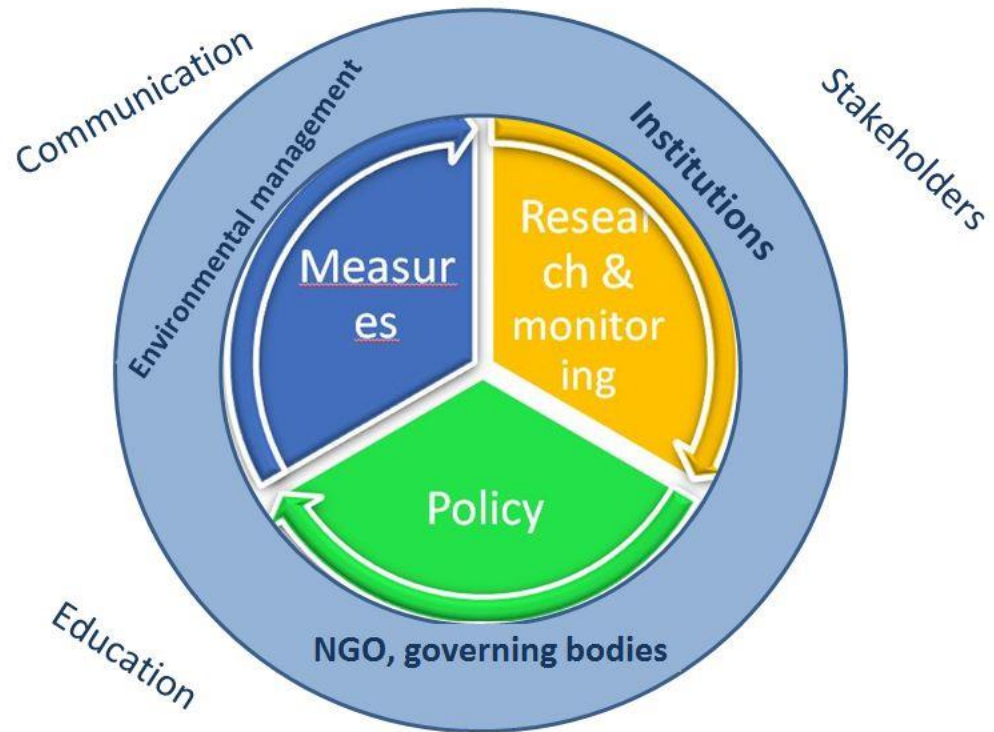 Communication
Stakeholders
Environmental management
Institutions
Measur
es
Resear
ch &
monitor
ing
Policy
NGO, governing bodies
Education